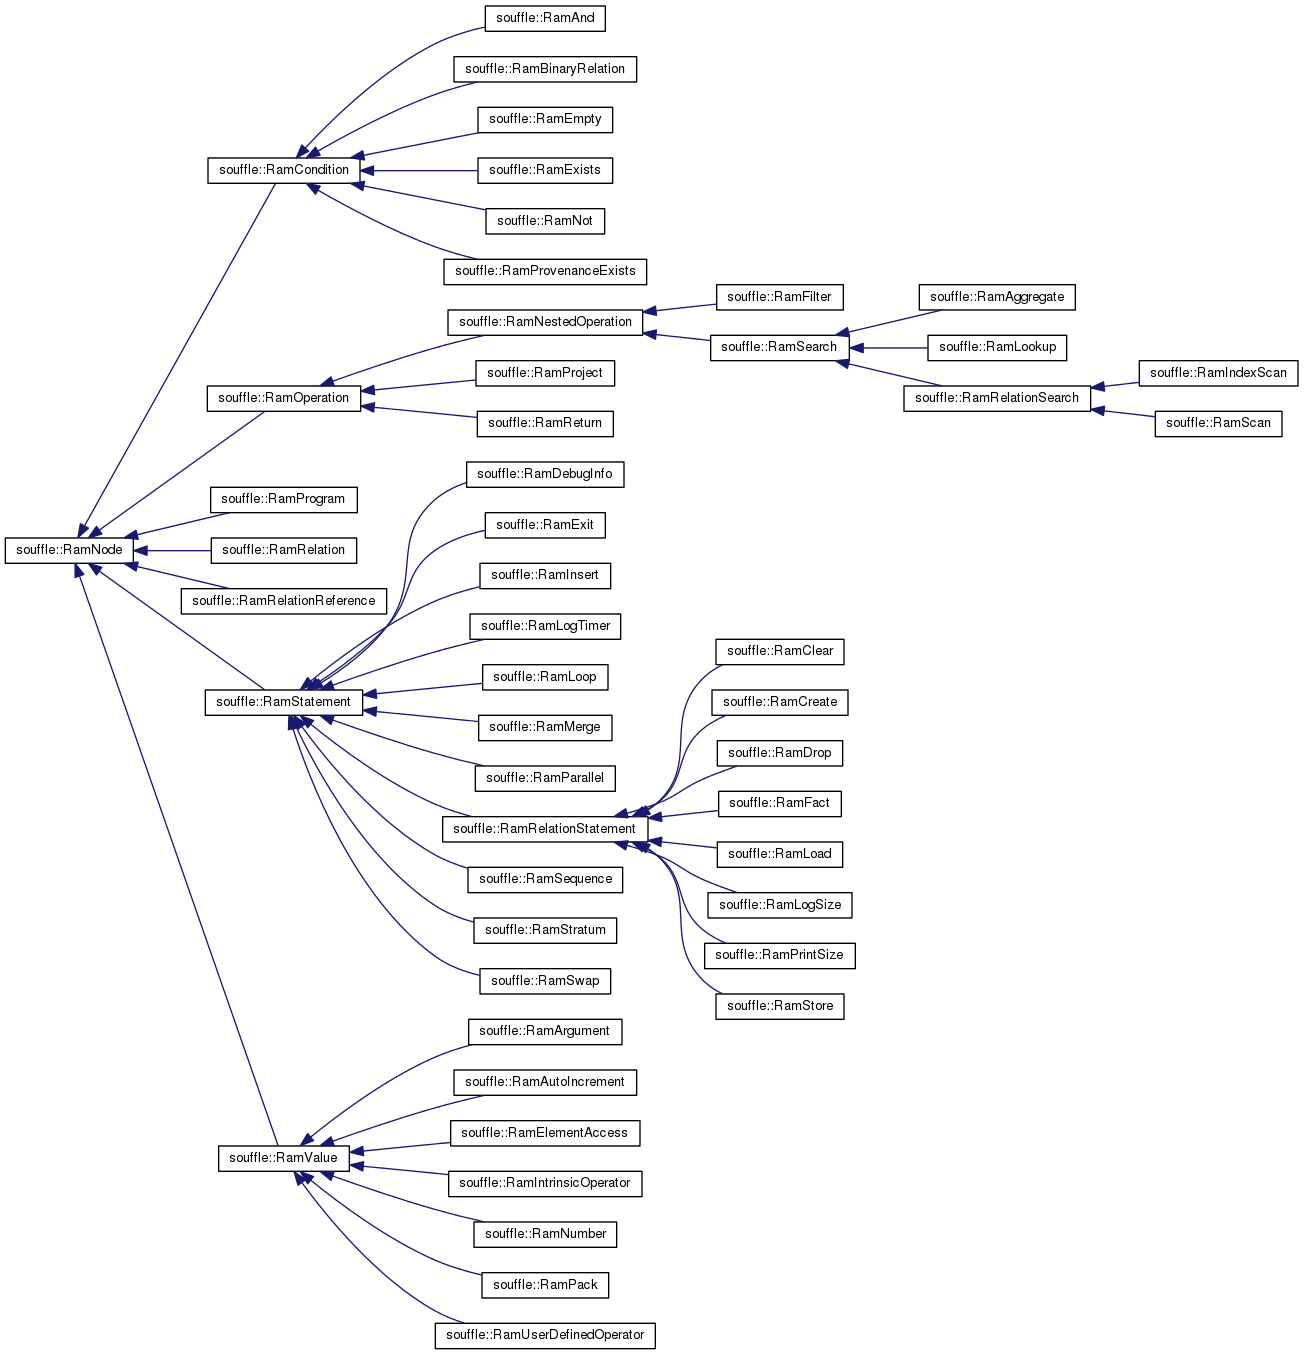 souffle::RamAnd
souffle::RamBinaryRelation
souffle::RamEmpty
souffle::RamCondition
souffle::RamExists
souffle::RamNot
souffle::RamProvenanceExists
souffle::RamFilter
souffle::RamAggregate
souffle::RamNestedOperation
souffle::RamSearch
souffle::RamLookup
souffle::RamProject
souffle::RamIndexScan
souffle::RamOperation
souffle::RamRelationSearch
souffle::RamReturn
souffle::RamScan
souffle::RamDebugInfo
souffle::RamProgram
souffle::RamExit
souffle::RamNode
souffle::RamRelation
souffle::RamInsert
souffle::RamRelationReference
souffle::RamLogTimer
souffle::RamClear
souffle::RamLoop
souffle::RamStatement
souffle::RamCreate
souffle::RamMerge
souffle::RamDrop
souffle::RamParallel
souffle::RamFact
souffle::RamRelationStatement
souffle::RamLoad
souffle::RamSequence
souffle::RamLogSize
souffle::RamStratum
souffle::RamPrintSize
souffle::RamSwap
souffle::RamStore
souffle::RamArgument
souffle::RamAutoIncrement
souffle::RamElementAccess
souffle::RamValue
souffle::RamIntrinsicOperator
souffle::RamNumber
souffle::RamPack
souffle::RamUserDefinedOperator